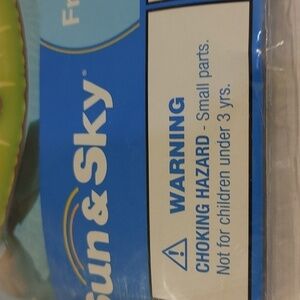 Sun & Sky
WARNING
CHOKING HAZARD - Small parts.
Not for children under 3 yrs.